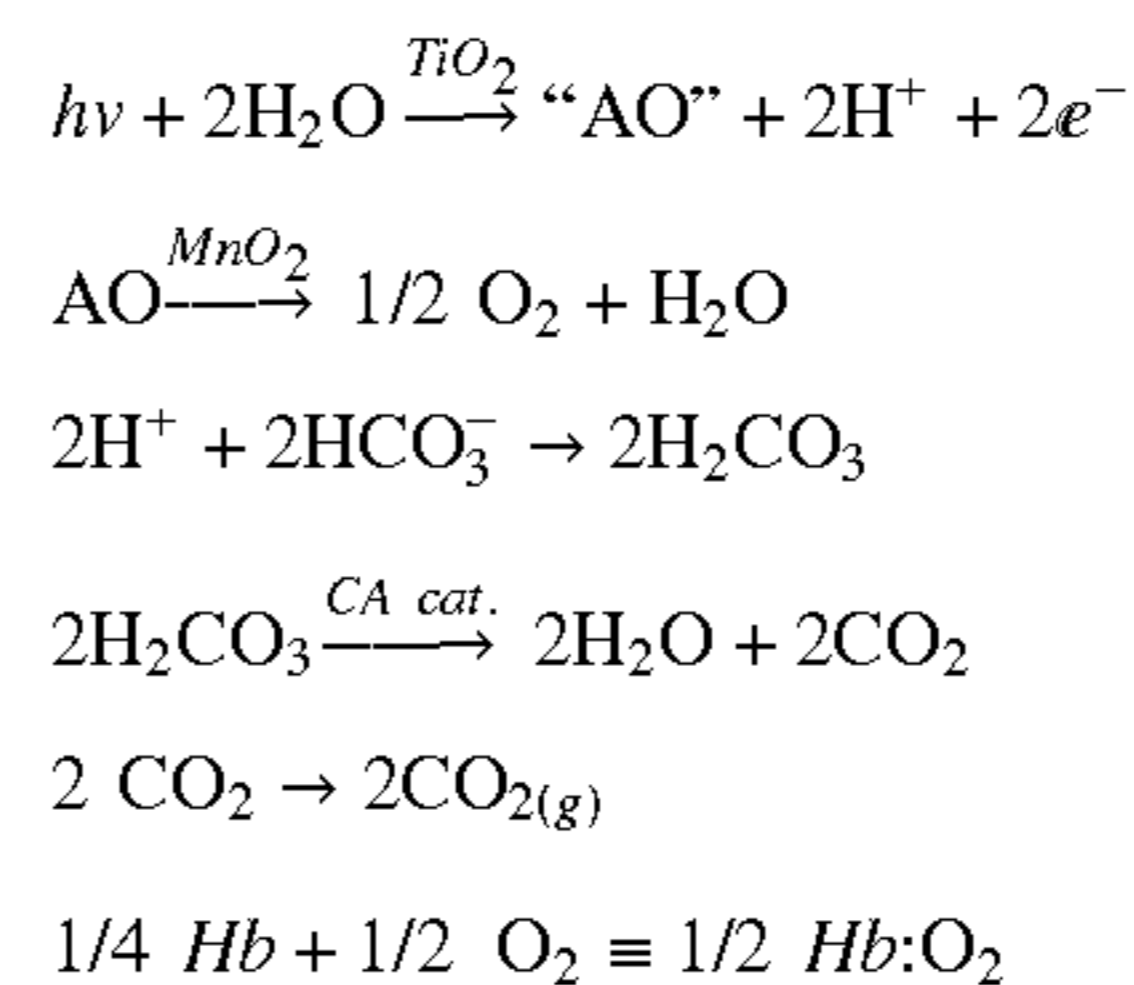 hν + 2H₂O —TiO₂→ “AO” + 2H⁺ + 2e⁻
AO —MnO₂→ 1/2 O₂ + H₂O
2H⁺ + 2HCO₃⁻ → 2H₂CO₃
2H₂CO₃ —CA cat.→ 2H₂O + 2CO₂
2 CO₂ → 2CO₂(g)
1/4 Hb + 1/2 O₂ ≡ 1/2 Hb:O₂